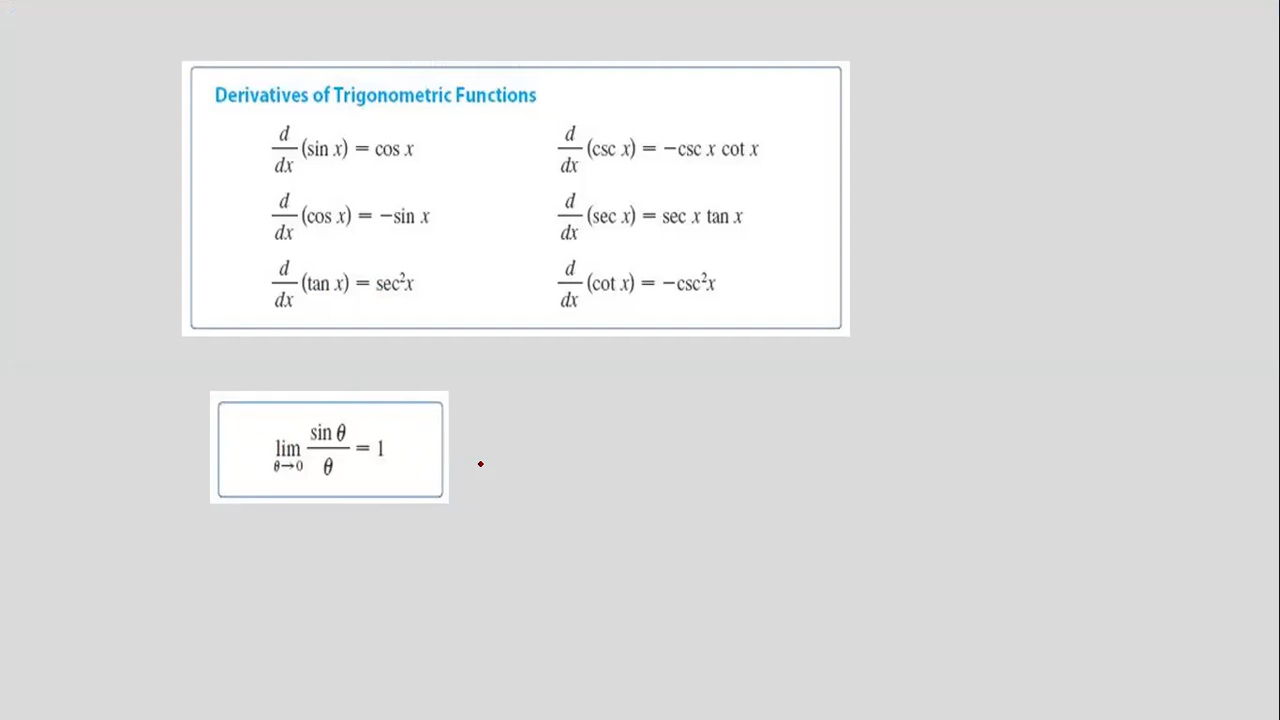 Derivatives of Trigonometric Functions
d/dx (sin x) = cos x
d/dx (csc x) = −csc x cot x
d/dx (cos x) = −sin x
d/dx (sec x) = sec x tan x
d/dx (tan x) = sec²x
d/dx (cot x) = −csc²x
lim θ→0 sin θ/θ = 1